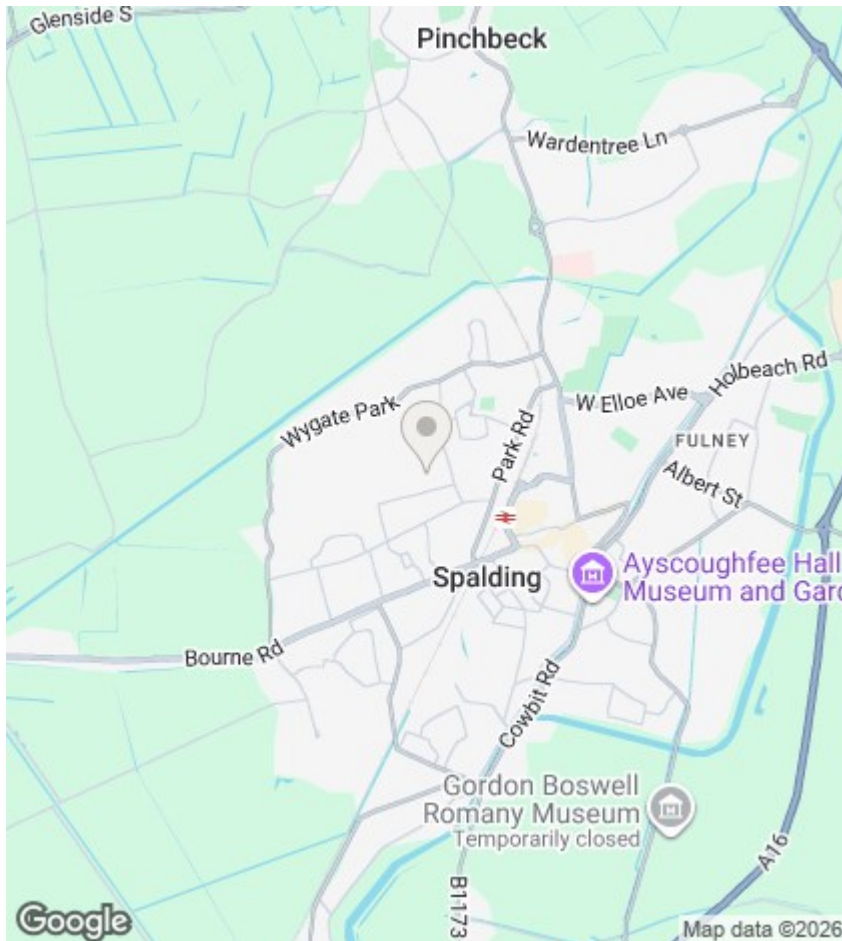 Glenside S
Pinchbeck
Wardentree Ln
Holbeach Rd
W Elloe Ave
Wygate Park
Park Rd
FULNEY
Albert St
Spalding
Ayscoughfee Hall
Museum and Gard
Bourne Rd
Cowbit Rd
Gordon Boswell
Romany Museum
Temporarily closed
A16
B1173
Google
Map data ©2026